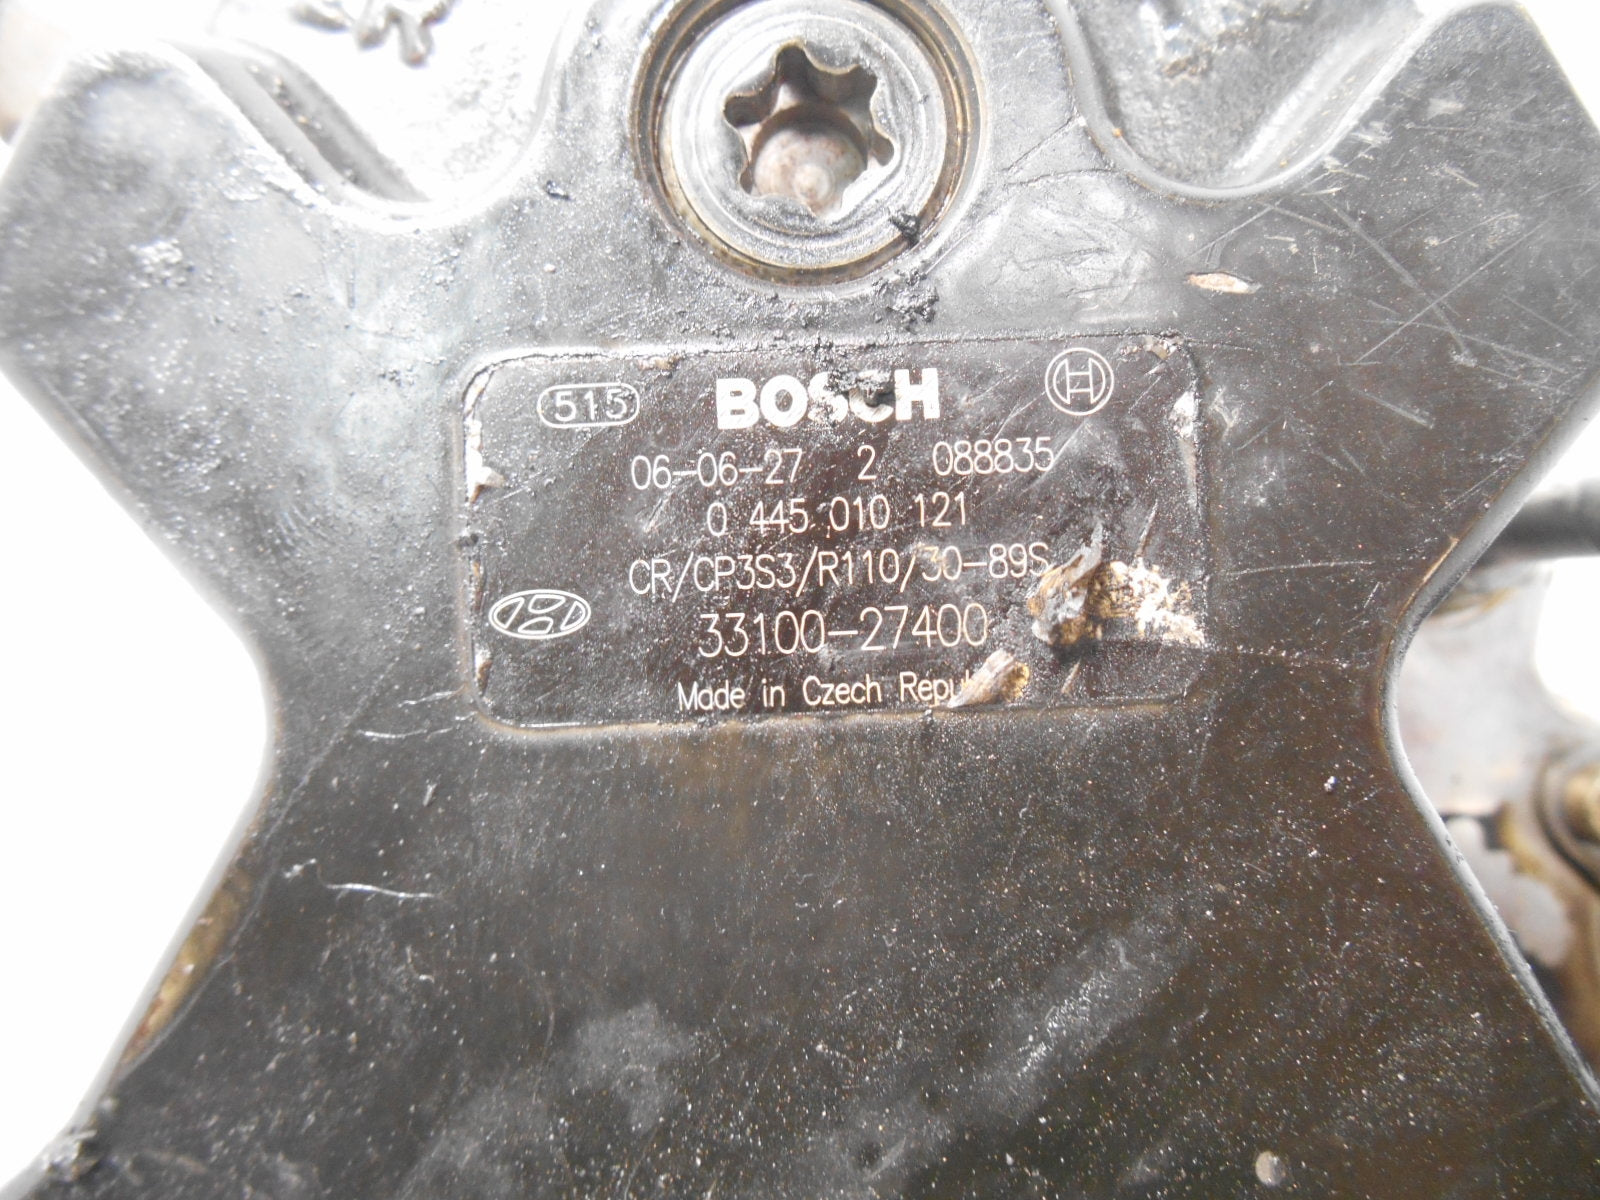 515 BOSCH
06-06-27 2 088835
0 445 010 121
CR/CP3S3/R110/30-89S
33100-27400
Made in Czech